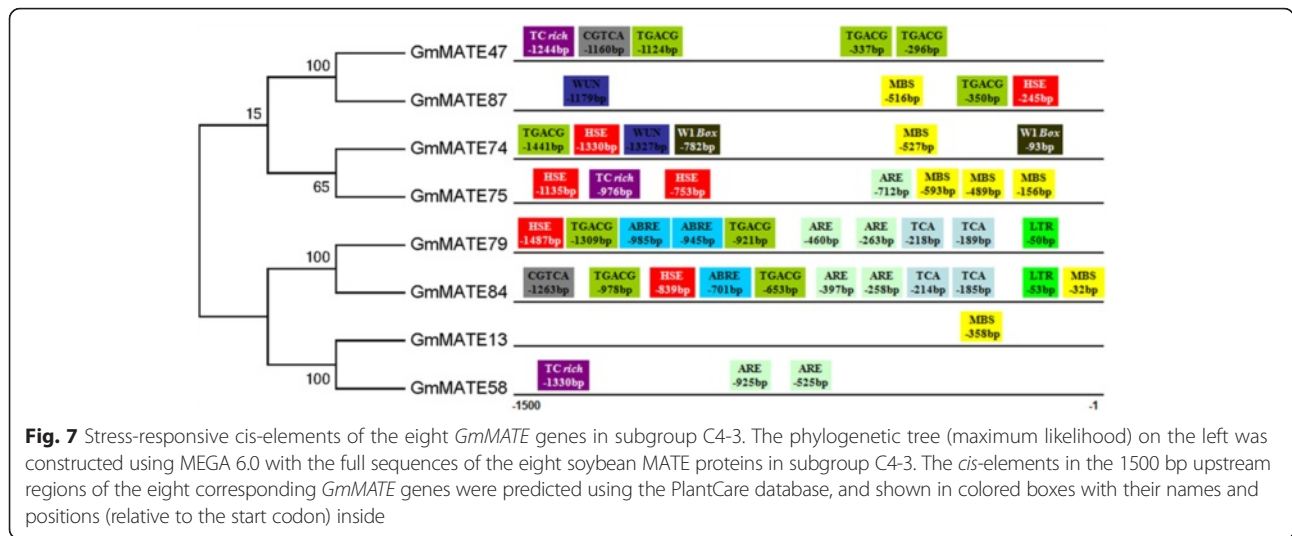 TC rich CGTCA TGACG TGACG TGACG
-1244bp -1160bp -1124bp -337bp -296bp
GmMATE47
100
WUN MBS TGACG HSE
-1179bp -516bp -350bp -245bp
GmMATE87
15
TGACG HSE WUN W1 Box MBS W1 Box
-1441bp -1330bp -1327bp -782bp -527bp -93bp
GmMATE74
65
HSE TC rich HSE ARE MBS MBS MBS
-1135bp -976bp -753bp -712bp -593bp -489bp -156bp
GmMATE75
HSE TGACG ABRE ABRE TGACG ARE ARE TCA TCA LTR
-1487bp -1309bp -985bp -945bp -921bp -460bp -263bp -218bp -189bp -50bp
GmMATE79
100
CGTCA TGACG HSE ABRE TGACG ARE ARE TCA TCA LTR MBS
-1263bp -978bp -839bp -701bp -653bp -397bp -258bp -214bp -185bp -53bp -32bp
GmMATE84
MBS
-358bp
GmMATE13
100
TC rich ARE ARE
-1330bp -925bp -525bp
GmMATE58
-1500 -1
Fig. 7 Stress-responsive cis-elements of the eight GmMATE genes in subgroup C4-3. The phylogenetic tree (maximum likelihood) on the left was
constructed using MEGA 6.0 with the full sequences of the eight soybean MATE proteins in subgroup C4-3. The cis-elements in the 1500 bp upstream
regions of the eight corresponding GmMATE genes were predicted using the PlantCare database, and shown in colored boxes with their names and
positions (relative to the start codon) inside